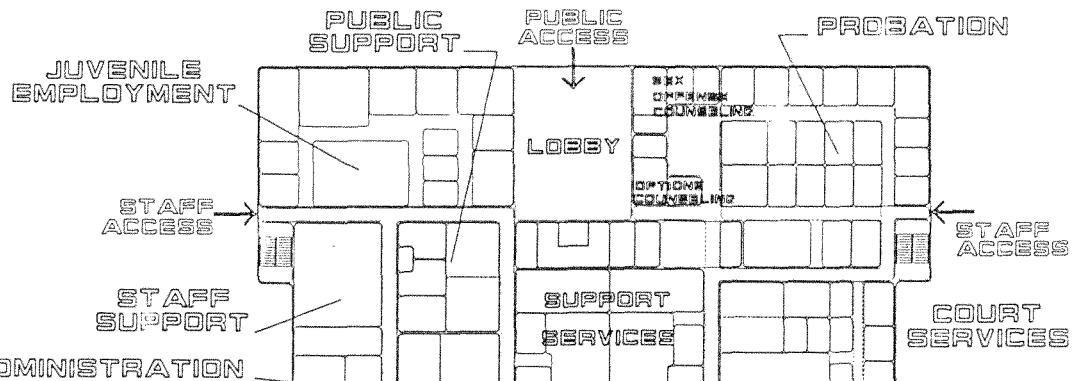 PUBLIC
SUPPORT
PUBLIC
ACCESS
PROBATION
JUVENILE
EMPLOYMENT
SEX
OFFENSE
COUNSELING
LOBBY
OPTIONS
COUNSELING
STAFF
ACCESS
STAFF
ACCESS
STAFF
SUPPORT
SUPPORT
SERVICES
COURT
SERVICES
DMINISTRATION